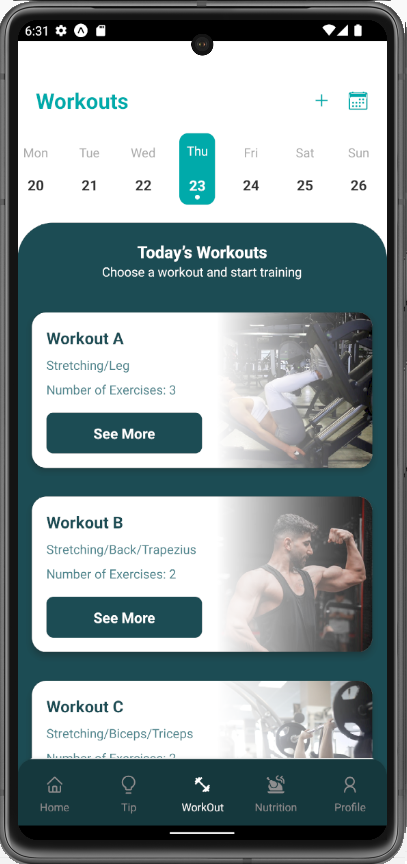 6:31
Workouts
Mon Tue Wed Thu Fri Sat Sun
20 21 22 23 24 25 26
Today's Workouts
Choose a workout and start training
Workout A
Stretching/Leg
Number of Exercises: 3
See More
Workout B
Stretching/Back/Trapezius
Number of Exercises: 2
See More
Workout C
Stretching/Biceps/Triceps
Number of Exercises:
Home Tip WorkOut Nutrition Profile